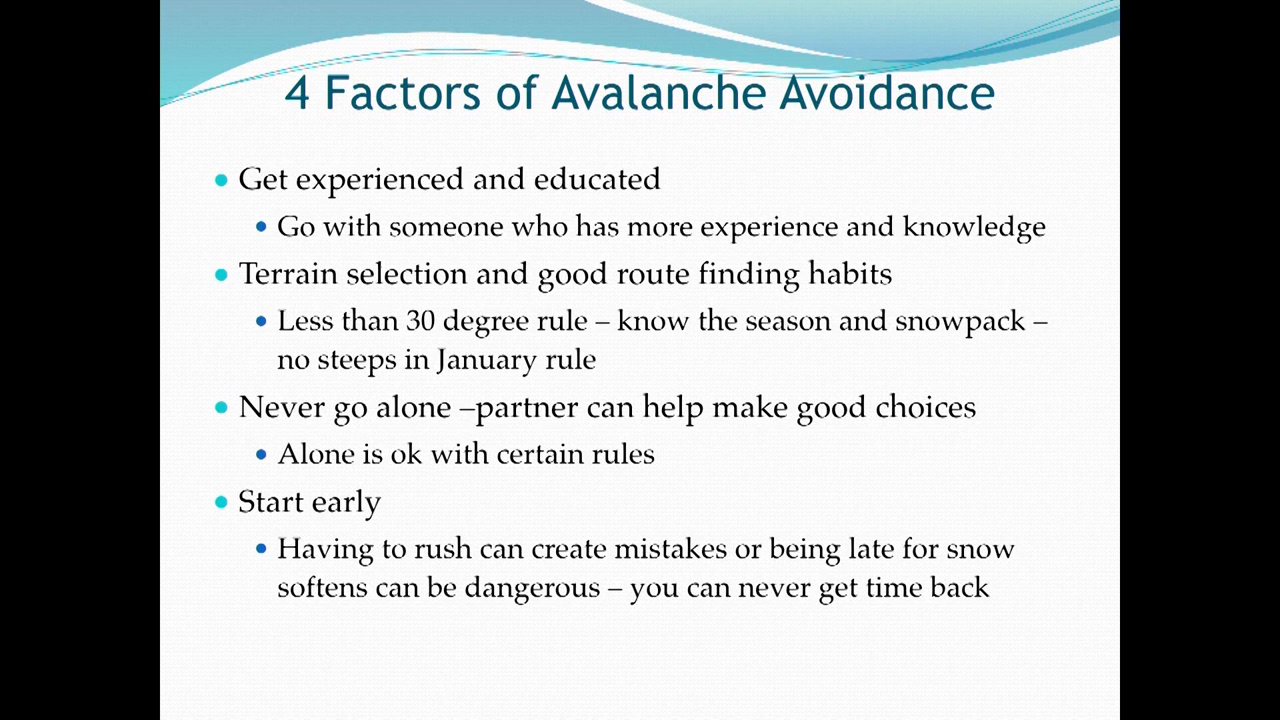 4 Factors of Avalanche Avoidance
Get experienced and educated
Go with someone who has more experience and knowledge
Terrain selection and good route finding habits
Less than 30 degree rule – know the season and snowpack –
no steeps in January rule
Never go alone –partner can help make good choices
Alone is ok with certain rules
Start early
Having to rush can create mistakes or being late for snow
softens can be dangerous – you can never get time back